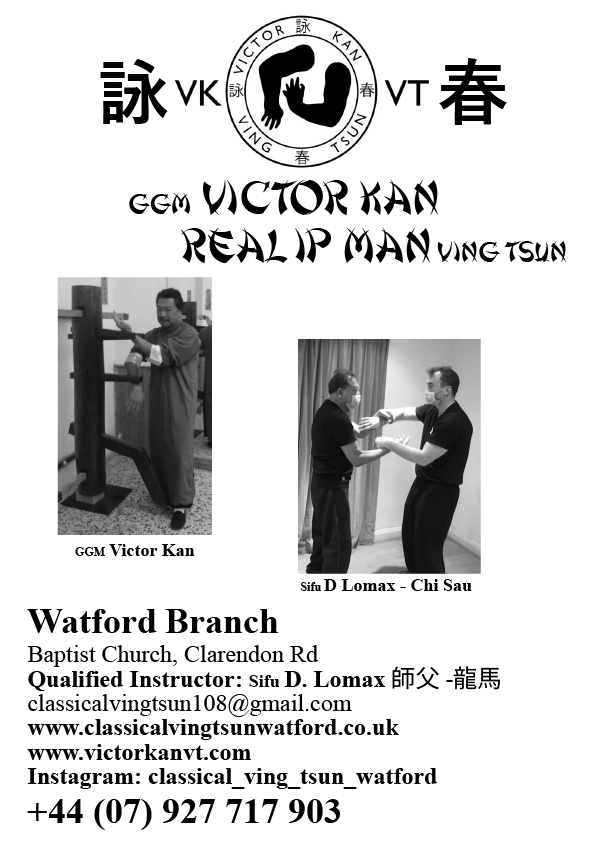 詠 VK VT 春
VICTOR 詠 KAN
詠 春
VING 春 TSUN
GGM VICTOR KAN
REAL IP MAN VING TSUN
GGM Victor Kan
Sifu D Lomax - Chi Sau
Watford Branch
Baptist Church, Clarendon Rd
Qualified Instructor: Sifu D. Lomax 師父 -龍馬
classicalvingtsun108@gmail.com
www.classicalvingtsunwatford.co.uk
www.victorkanvt.com
Instagram: classical_ving_tsun_watford
+44 (07) 927 717 903